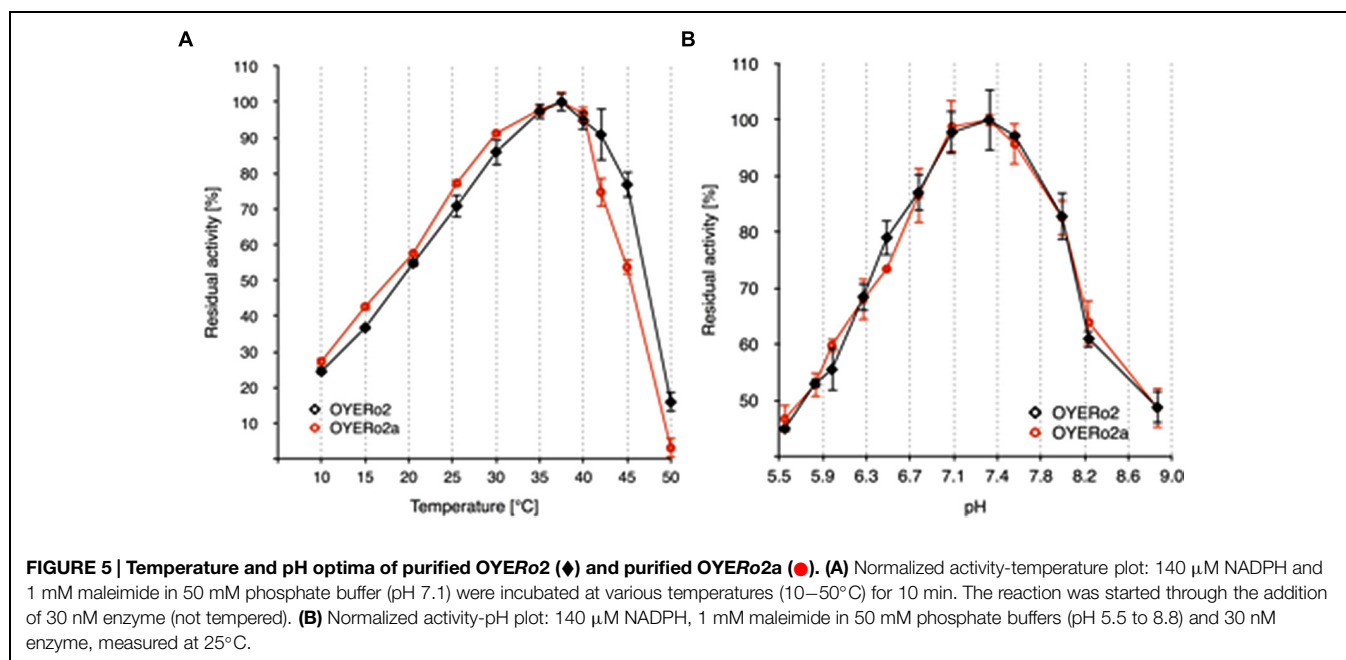 A
B
110
100
90
80
70
60
50
40
30
20
10
Residual activity [%]
OYERo2
OYERo2a
10 15 20 25 30 35 40 45 50
Temperature [°C]
110
100
90
80
70
60
50
Residual activity [%]
OYERo2
OYERo2a
5.5 5.9 6.3 6.7 7.1 7.4 7.8 8.2 8.6 9.0
pH
FIGURE 5 | Temperature and pH optima of purified OYERo2 (♦) and purified OYERo2a (●). (A) Normalized activity-temperature plot: 140 μM NADPH and
1 mM maleimide in 50 mM phosphate buffer (pH 7.1) were incubated at various temperatures (10–50°C) for 10 min. The reaction was started through the addition
of 30 nM enzyme (not tempered). (B) Normalized activity-pH plot: 140 μM NADPH, 1 mM maleimide in 50 mM phosphate buffers (pH 5.5 to 8.8) and 30 nM
enzyme, measured at 25°C.